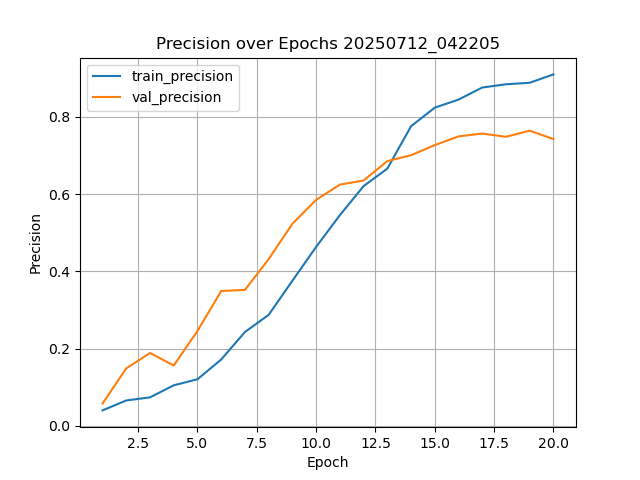 Precision over Epochs 20250712_042205
train_precision
val_precision
0.8
0.6
0.4
0.2
0.0
Precision
2.5 5.0 7.5 10.0 12.5 15.0 17.5 20.0
Epoch